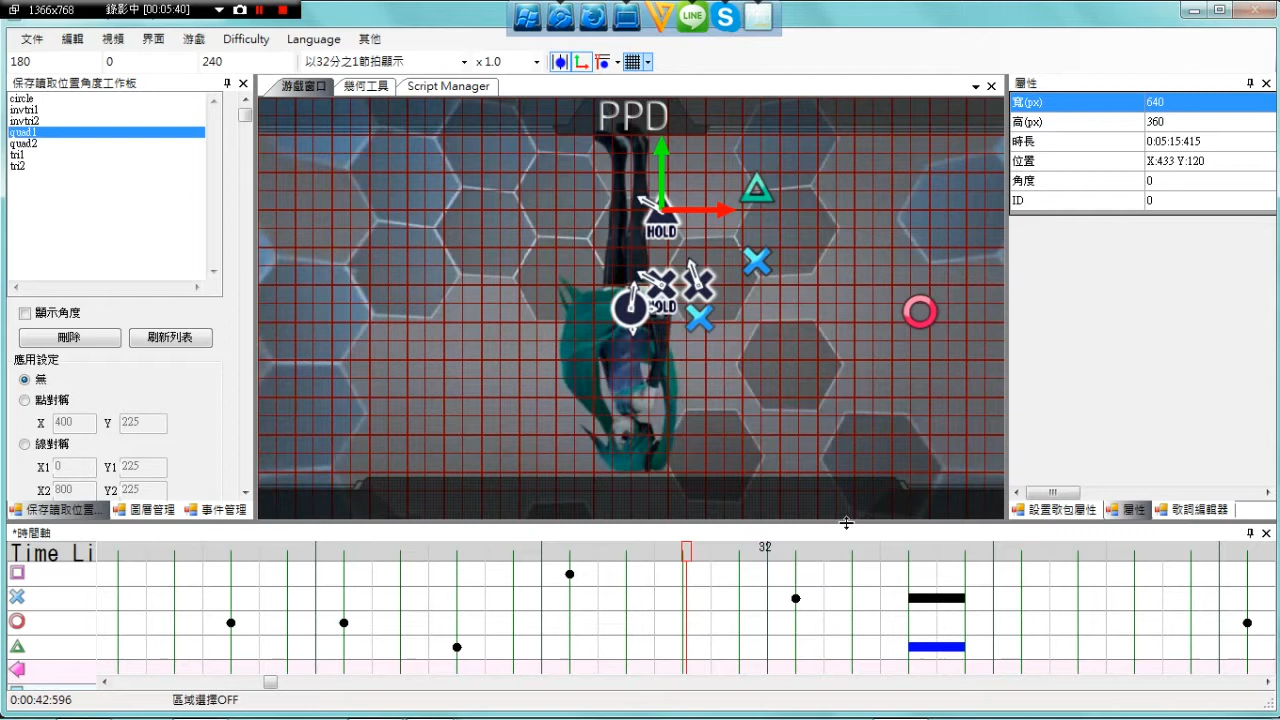 1366x768 錄影中 [00:05:40]
文件 編輯 視頻 界面 游戲 Difficulty Language 其他
180 0 240 以32分之1節拍顯示 x 1.0
保存讀取位置角度工作板
circle
invtri1
invtri2
quad1
quad2
tri1
tri2
顯示角度
刪除 刷新列表
應用設定
無
點對稱
X 400 Y 225
線對稱
X1 0 Y1 225
X2 800 Y2 225
保存讀取位置... 圖層管理 事件管理
游戲窗口 幾何工具 Script Manager
PPD
HOLD
HOLD
屬性
寬(px) 640
高(px) 360
時長 0:05:15:415
位置 X:433 Y:120
角度 0
ID 0
設置歌包屬性 屬性 歌詞編輯器
*時間軸
Time Li 32
0:00:42:596 區域選擇OFF